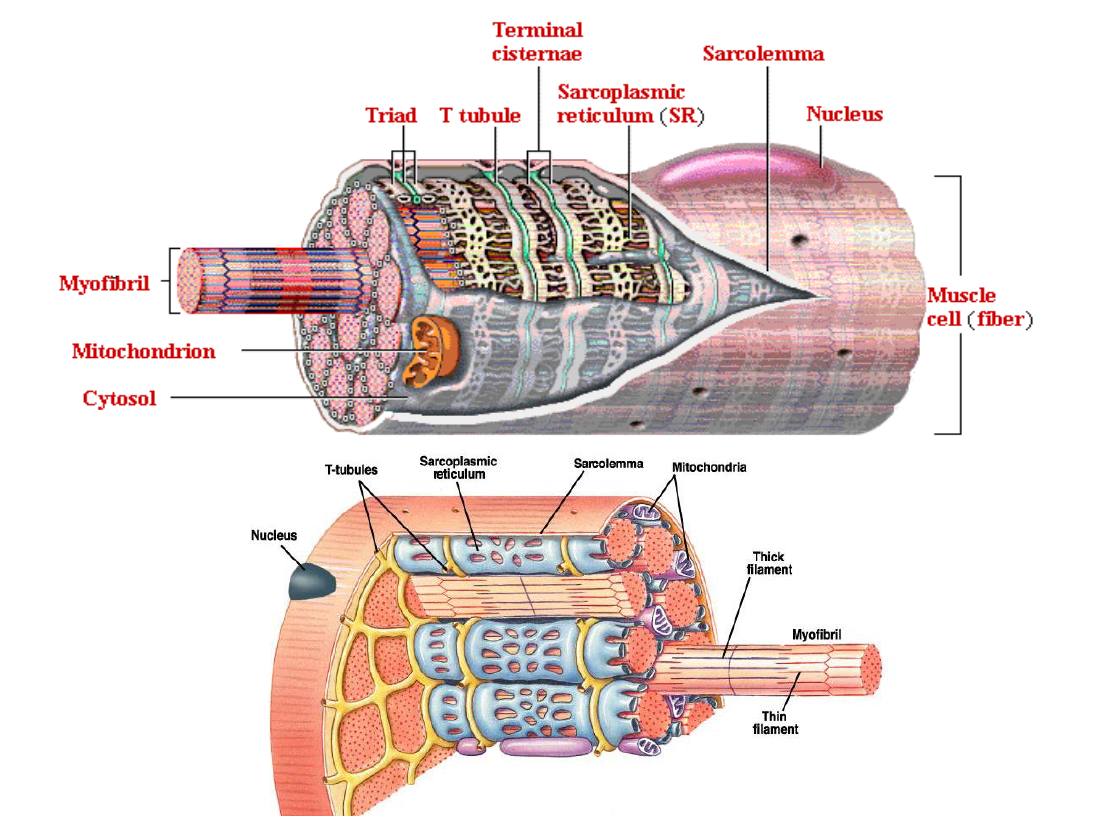 Terminal
cisternae
Sarcolemma
Sarcoplasmic
reticulum (SR)
Triad
T tubule
Nucleus
Myofibril
Muscle
cell (fiber)
Mitochondrion
Cytosol
T-tubules
Sarcoplasmic
reticulum
Sarcolemma
Mitochondria
Nucleus
Thick
filament
Myofibril
Thin
filament